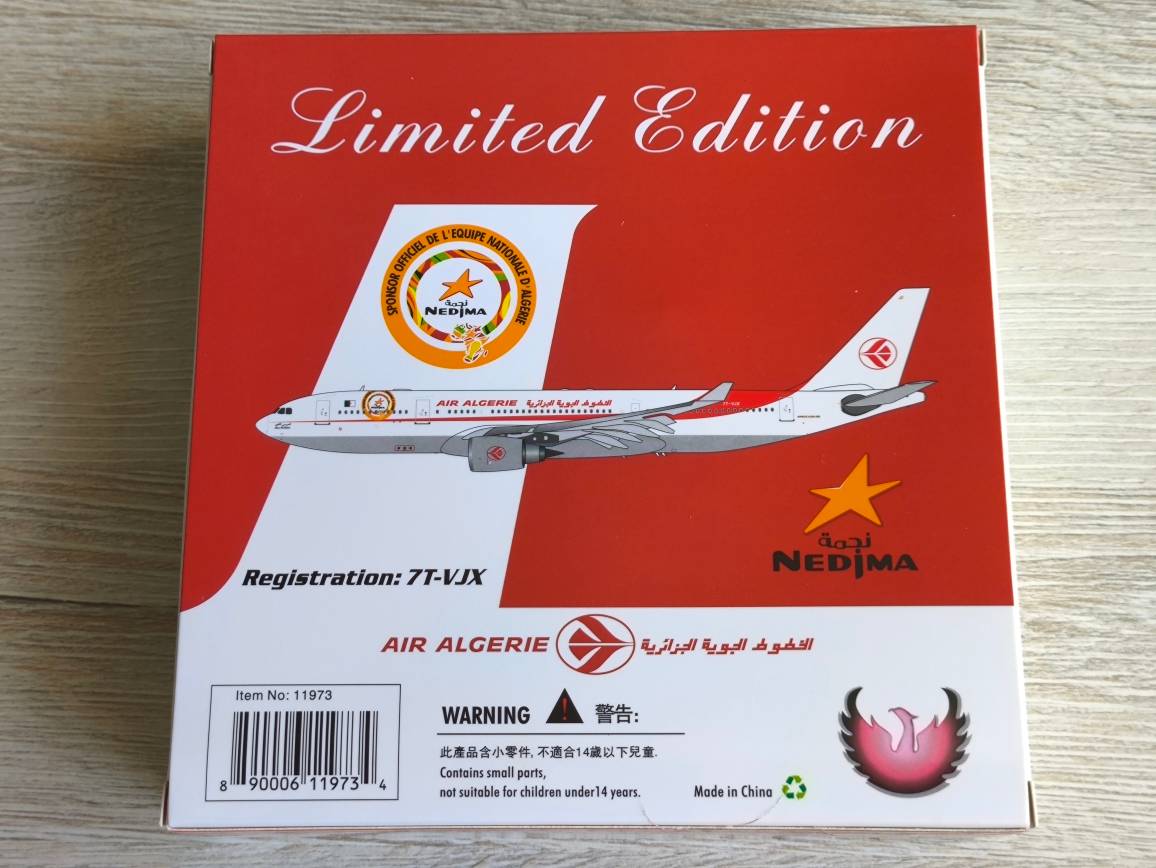 Limited Edition
SPONSOR OFFICIEL DE L'EQUIPE NATIONALE D'ALGERIE
نجمة
NEDJMA
AIR ALGERIE الخطوط الجوية الجزائرية
7T-VJX
نجمة
NEDJMA
Registration: 7T-VJX
AIR ALGERIE الخطوط الجوية الجزائرية
Item No: 11973
8 90006 11973 4
WARNING ! 警告:
此產品含小零件, 不適合14歲以下兒童.
Contains small parts,
not suitable for children under14 years.
Made in China